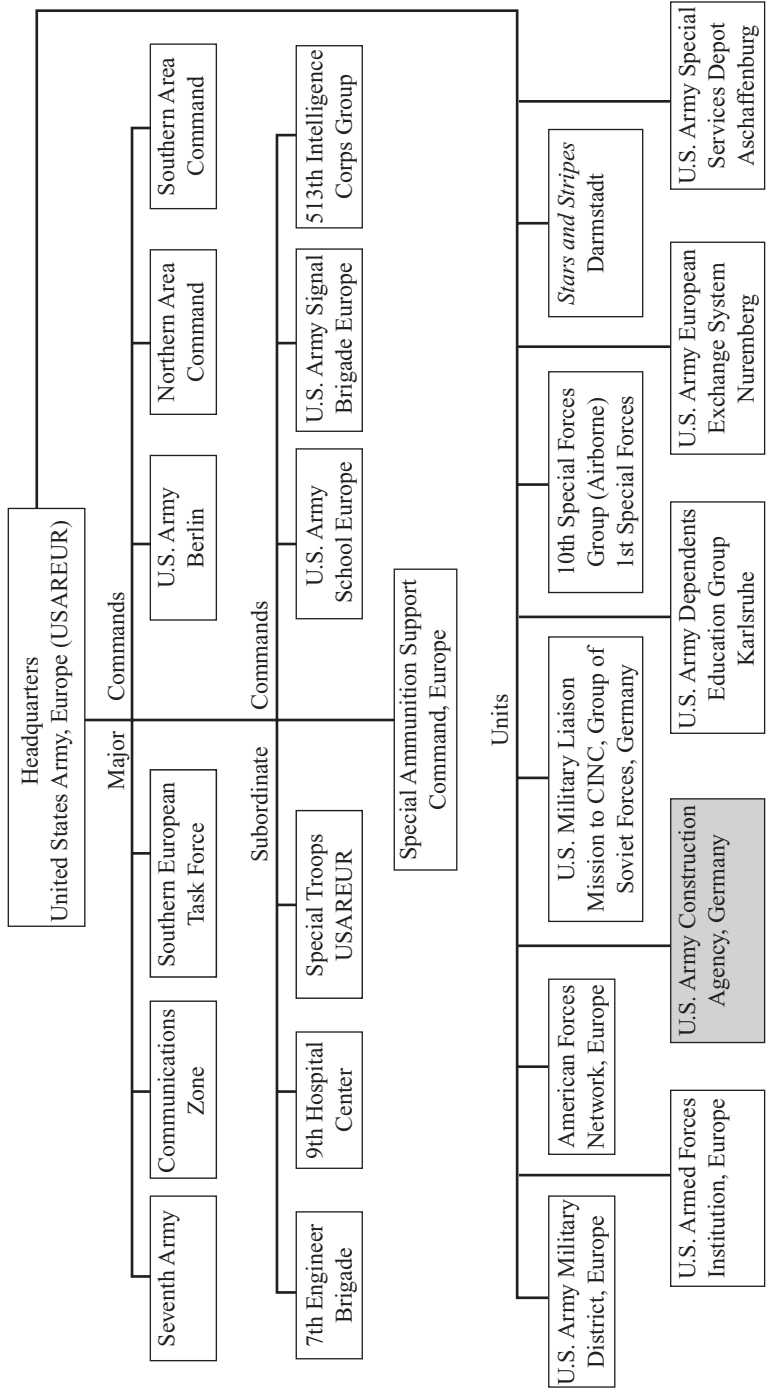 Headquarters
United States Army, Europe (USAREUR)
Major Commands
Seventh Army
Communications
Zone
Southern European
Task Force
U.S. Army
Berlin
Northern Area
Command
Southern Area
Command
Subordinate Commands
7th Engineer
Brigade
9th Hospital
Center
Special Troops
USAREUR
U.S. Army
School Europe
U.S. Army Signal
Brigade Europe
513th Intelligence
Corps Group
Special Ammunition Support
Command, Europe
Units
U.S. Army Military
District, Europe
American Forces
Network, Europe
U.S. Military Liaison
Mission to CINC, Group of
Soviet Forces, Germany
10th Special Forces
Group (Airborne)
1st Special Forces
Stars and Stripes
Darmstadt
U.S. Armed Forces
Institution, Europe
U.S. Army Construction
Agency, Germany
U.S. Army Dependents
Education Group
Karlsruhe
U.S. Army European
Exchange System
Nuremberg
U.S. Army Special
Services Depot
Aschaffenburg